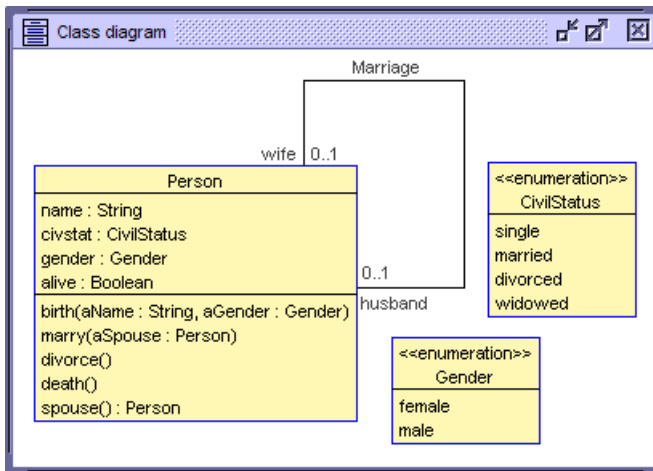 Class diagram
Marriage
wife 0..1
Person
name : String
civstat : CivilStatus
gender : Gender
alive : Boolean
birth(aName : String, aGender : Gender)
marry(aSpouse : Person)
divorce()
death()
spouse() : Person
0..1
husband
<<enumeration>>
CivilStatus
single
married
divorced
widowed
<<enumeration>>
Gender
female
male